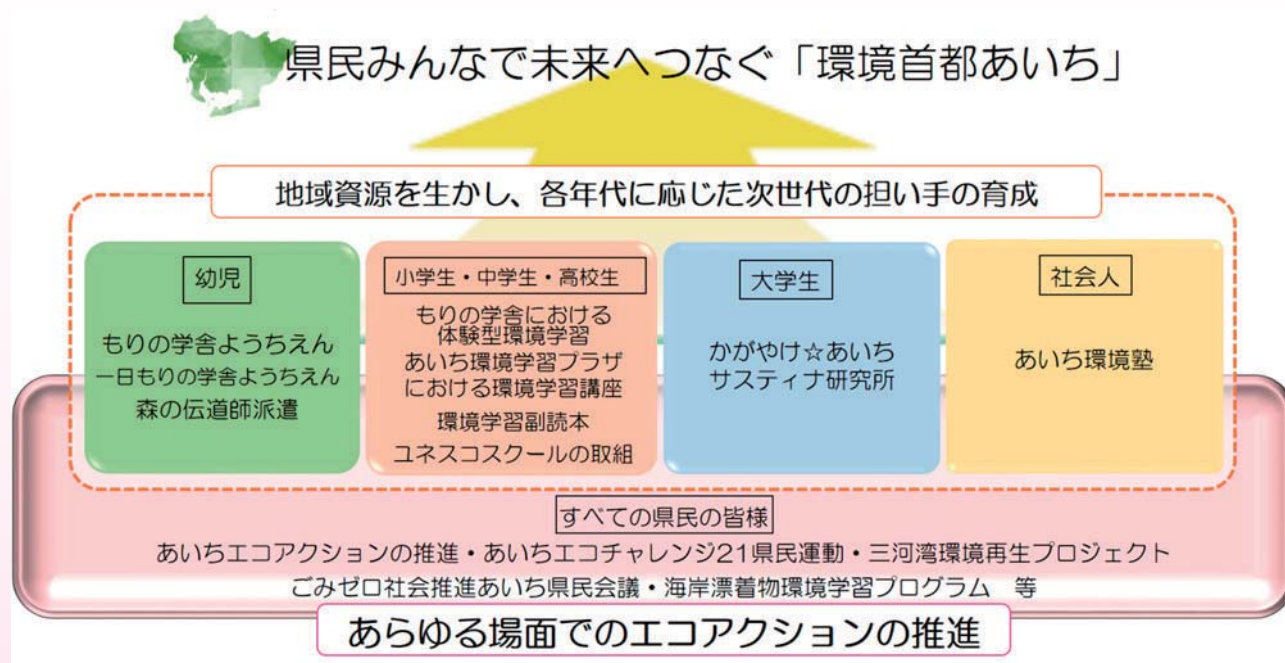 県民みんなで未来へつなぐ「環境首都あいち」
地域資源を生かし、各年代に応じた次世代の担い手の育成
幼児
もりの学舎ようちえん
一日もりの学舎ようちえん
森の伝道師派遣
小学生・中学生・高校生
もりの学舎における
体験型環境学習
あいち環境学習プラザ
における環境学習講座
環境学習副読本
ユネスコスクールの取組
大学生
かがやけ☆あいち
サスティナ研究所
社会人
あいち環境塾
すべての県民の皆様
あいちエコアクションの推進・あいちエコチャレンジ21県民運動・三河湾環境再生プロジェクト
ごみゼロ社会推進あいち県民会議・海岸漂着物環境学習プログラム　等
あらゆる場面でのエコアクションの推進